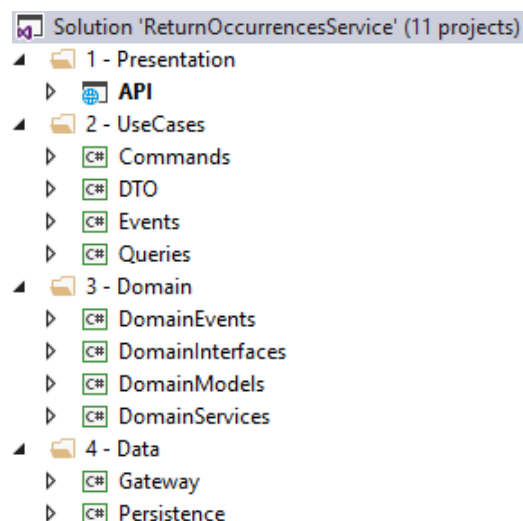 Solution 'ReturnOccurrencesService' (11 projects)
1 - Presentation
API
2 - UseCases
C# Commands
C# DTO
C# Events
C# Queries
3 - Domain
C# DomainEvents
C# DomainInterfaces
C# DomainModels
C# DomainServices
4 - Data
C# Gateway
C# Persistence